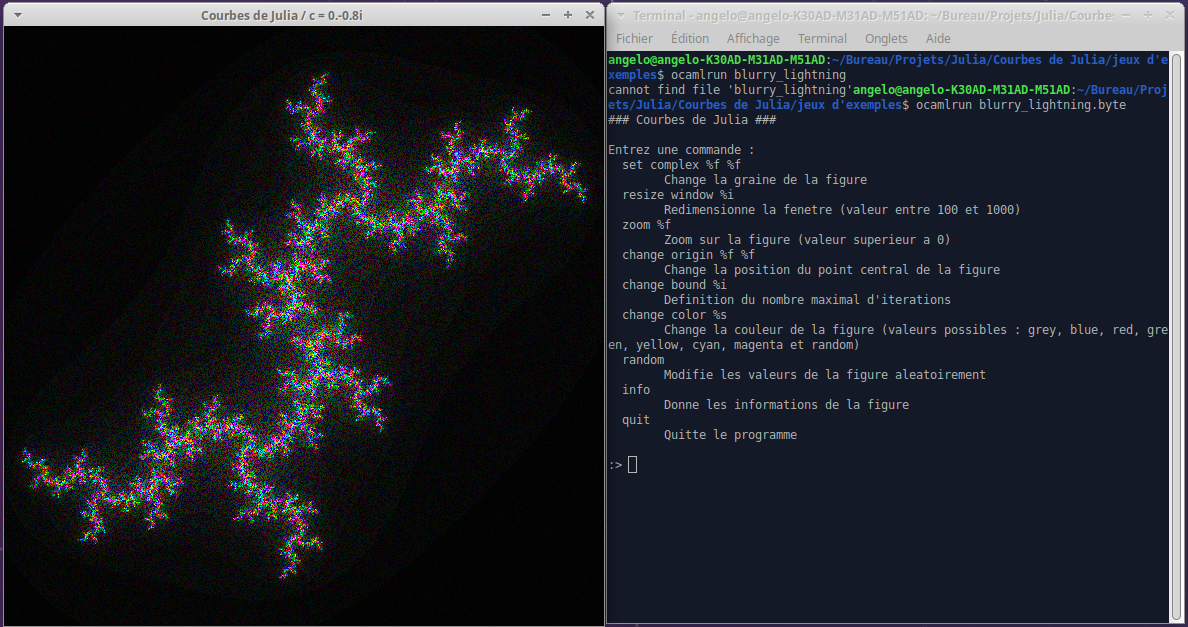 Courbes de Julia / c = 0.-0.8i
Terminal - angelo@angelo-K30AD-M31AD-M51AD: ~/Bureau/Projets/Julia/Courbes
Fichier Édition Affichage Terminal Onglets Aide
angelo@angelo-K30AD-M31AD-M51AD:~/Bureau/Projets/Julia/Courbes de Julia/jeux d'e
xemples$ ocamlrun blurry_lightning
cannot find file 'blurry_lightning'angelo@angelo-K30AD-M31AD-M51AD:~/Bureau/Proj
ets/Julia/Courbes de Julia/jeux d'exemples$ ocamlrun blurry_lightning.byte
### Courbes de Julia ###
Entrez une commande :
set complex %f %f
Change la graine de la figure
resize window %i
Redimensionne la fenetre (valeur entre 100 et 1000)
zoom %f
Zoom sur la figure (valeur superieur a 0)
change origin %f %f
Change la position du point central de la figure
change bound %i
Definition du nombre maximal d'iterations
change color %s
Change la couleur de la figure (valeurs possibles : grey, blue, red, gre
en, yellow, cyan, magenta et random)
random
Modifie les valeurs de la figure aleatoirement
info
Donne les informations de la figure
quit
Quitte le programme
:>